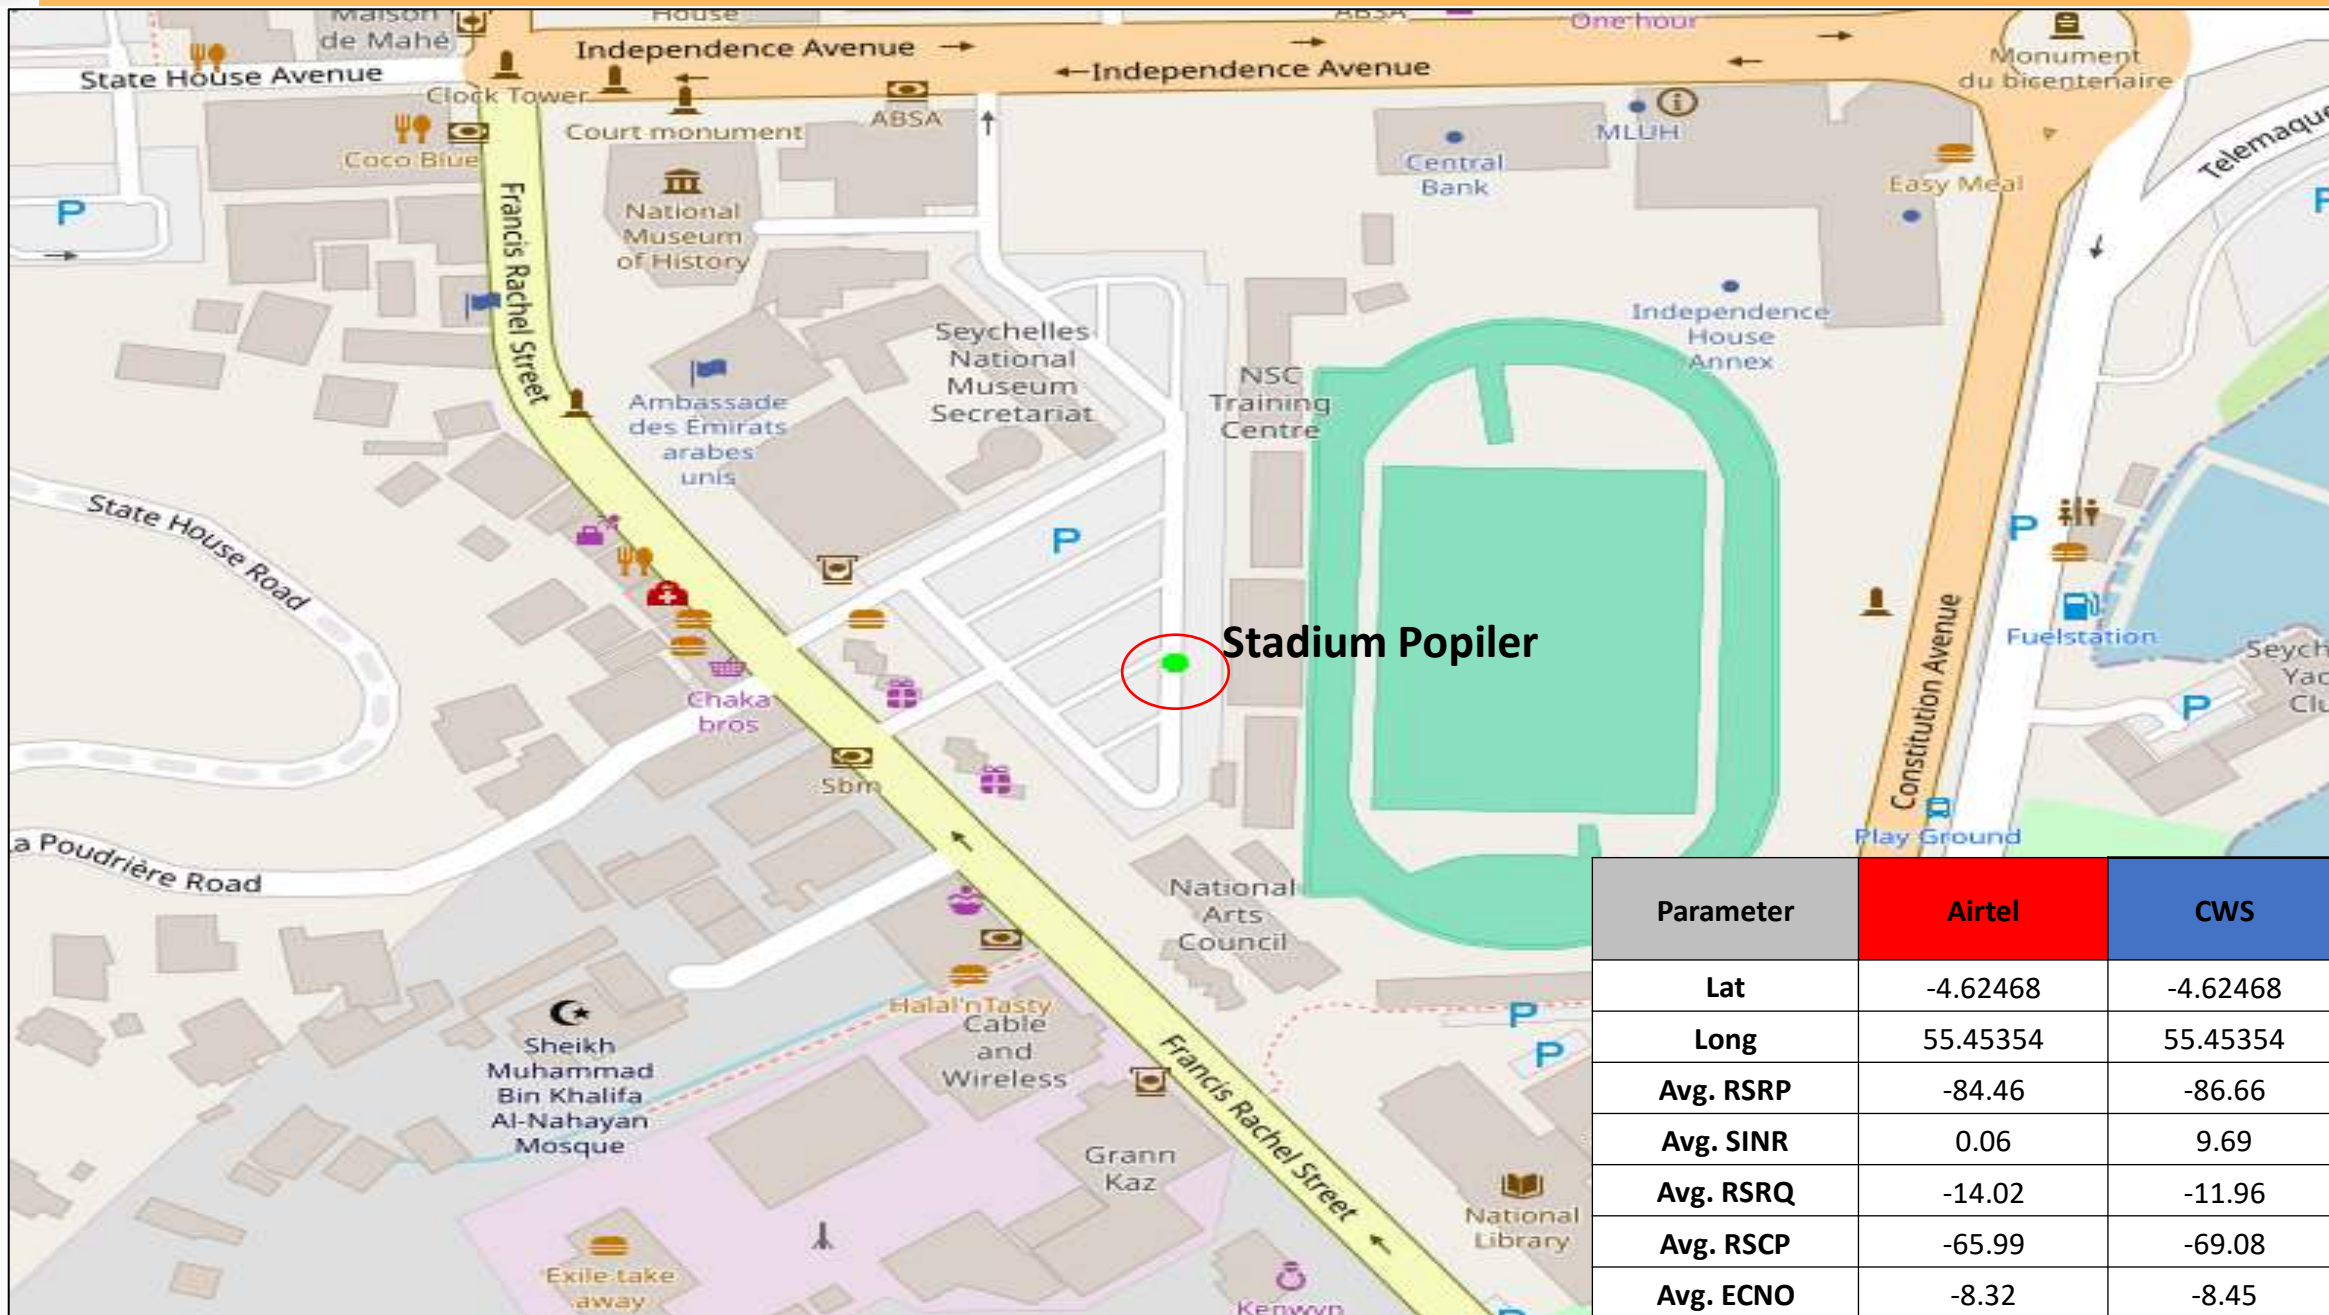 Maison
de Mahé
House
ABSA
One hour
Independence Avenue
Independence Avenue
Monument
du bicentenaire
State House Avenue
Clock Tower
Court monument
ABSA
Coco Blue
MLUH
Central
Bank
Easy Meal
Telemaque
P
P
Francis Rachel Street
National
Museum
of History
Independence
House
Annex
Seychelles
National
Museum
Secretariat
NSC
Training
Centre
Ambassade
des Émirats
arabes
unis
State House Road
P
P
Stadium Popiler
Constitution Avenue
Fuelstation
Seych
Yac
Clu
P
Chaka
bros
Sbm
Play Ground
a Poudrière Road
National
Arts
Council
Halal'n Tasty
Cable
and
Wireless
P
P
Sheikh
Muhammad
Bin Khalifa
Al-Nahayan
Mosque
Francis Rachel Street
Grann
Kaz
National
Library
Exile take
away
Kenwyn
P
Parameter Airtel CWS
Lat -4.62468 -4.62468
Long 55.45354 55.45354
Avg. RSRP -84.46 -86.66
Avg. SINR 0.06 9.69
Avg. RSRQ -14.02 -11.96
Avg. RSCP -65.99 -69.08
Avg. ECNO -8.32 -8.45